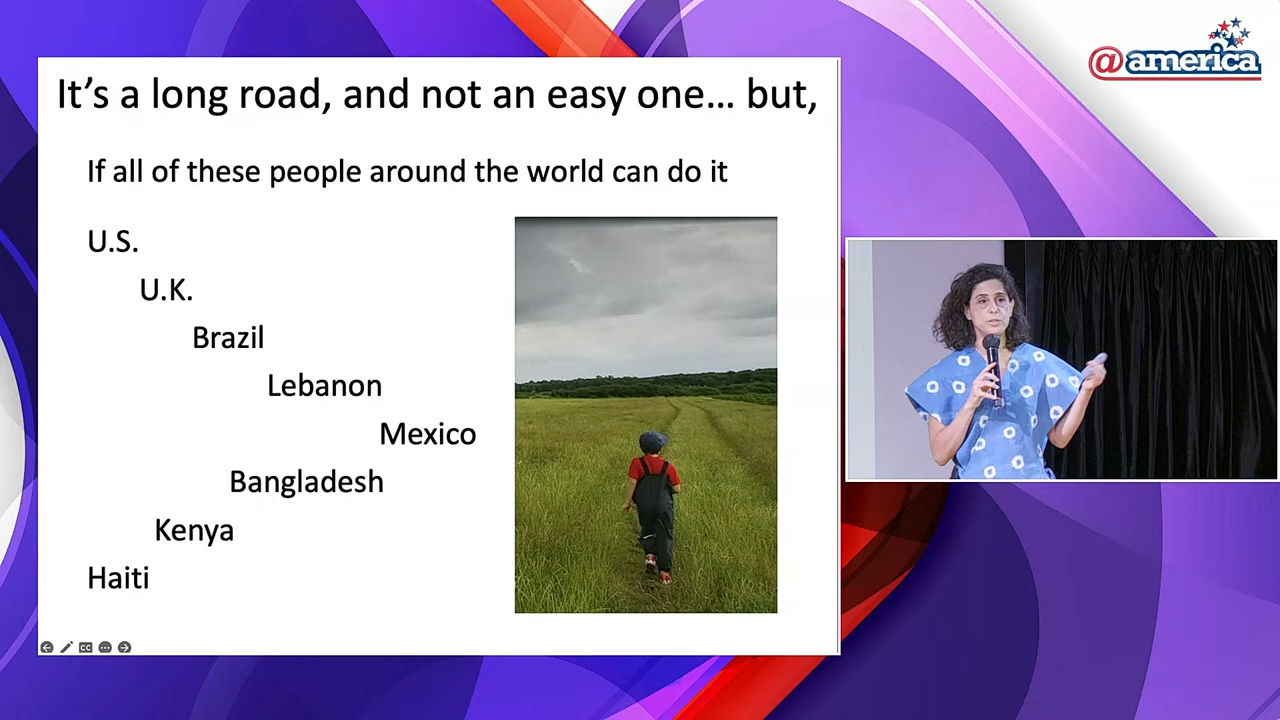 It's a long road, and not an easy one... but,
@america
If all of these people around the world can do it
U.S.
U.K.
Brazil
Lebanon
Mexico
Bangladesh
Kenya
Haiti
CC